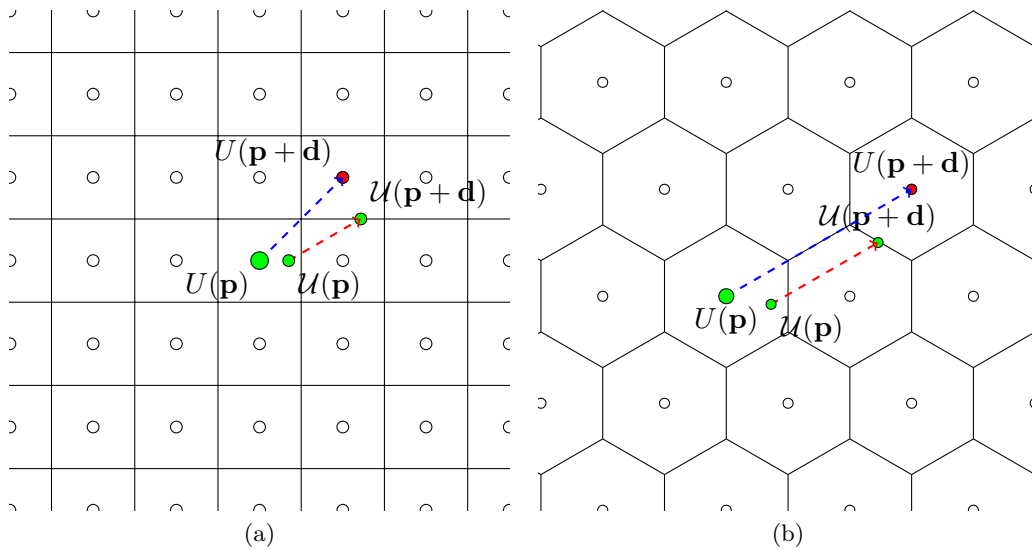 U(p + d)
𝒰(p + d)
U(p)
𝒰(p)
(a)
U(p + d)
𝒰(p + d)
U(p)
𝒰(p)
(b)